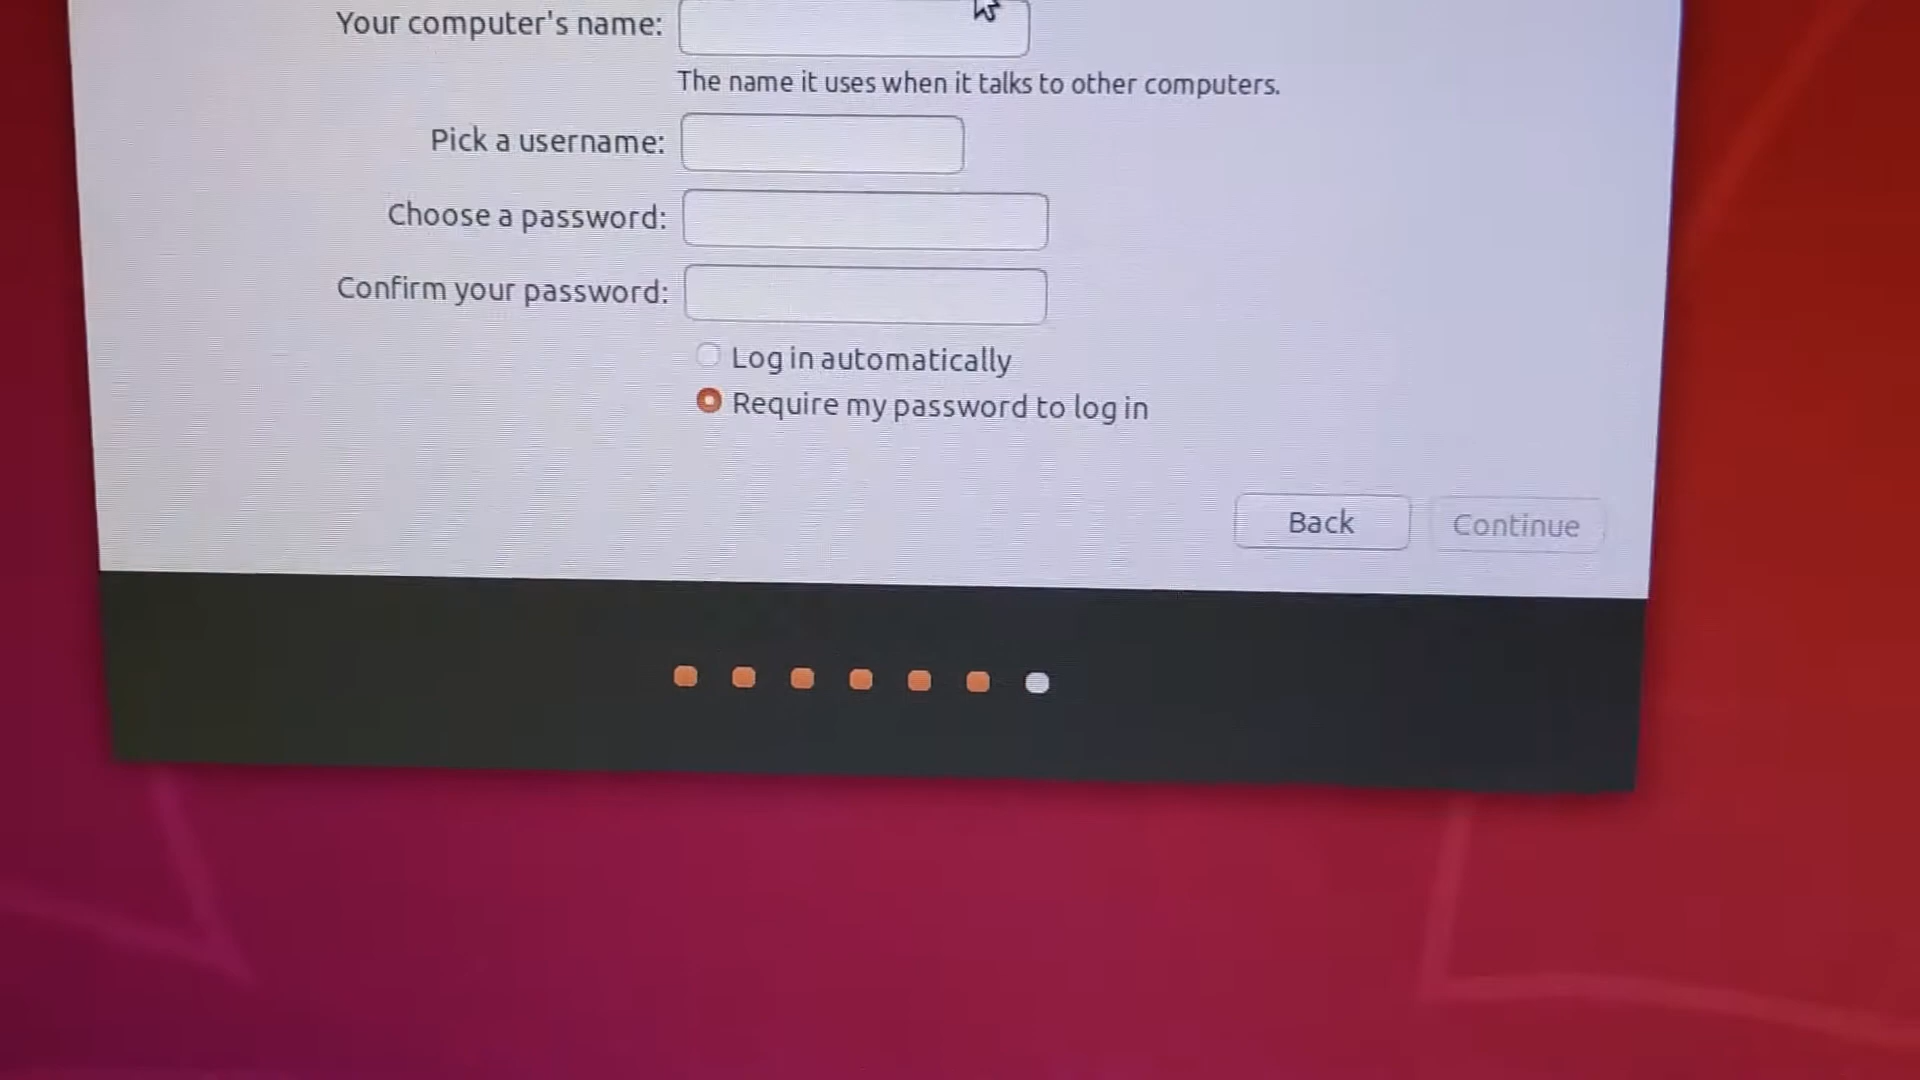 Your computer's name:
The name it uses when it talks to other computers.
Pick a username:
Choose a password:
Confirm your password:
Log in automatically
Require my password to log in
Back
Continue